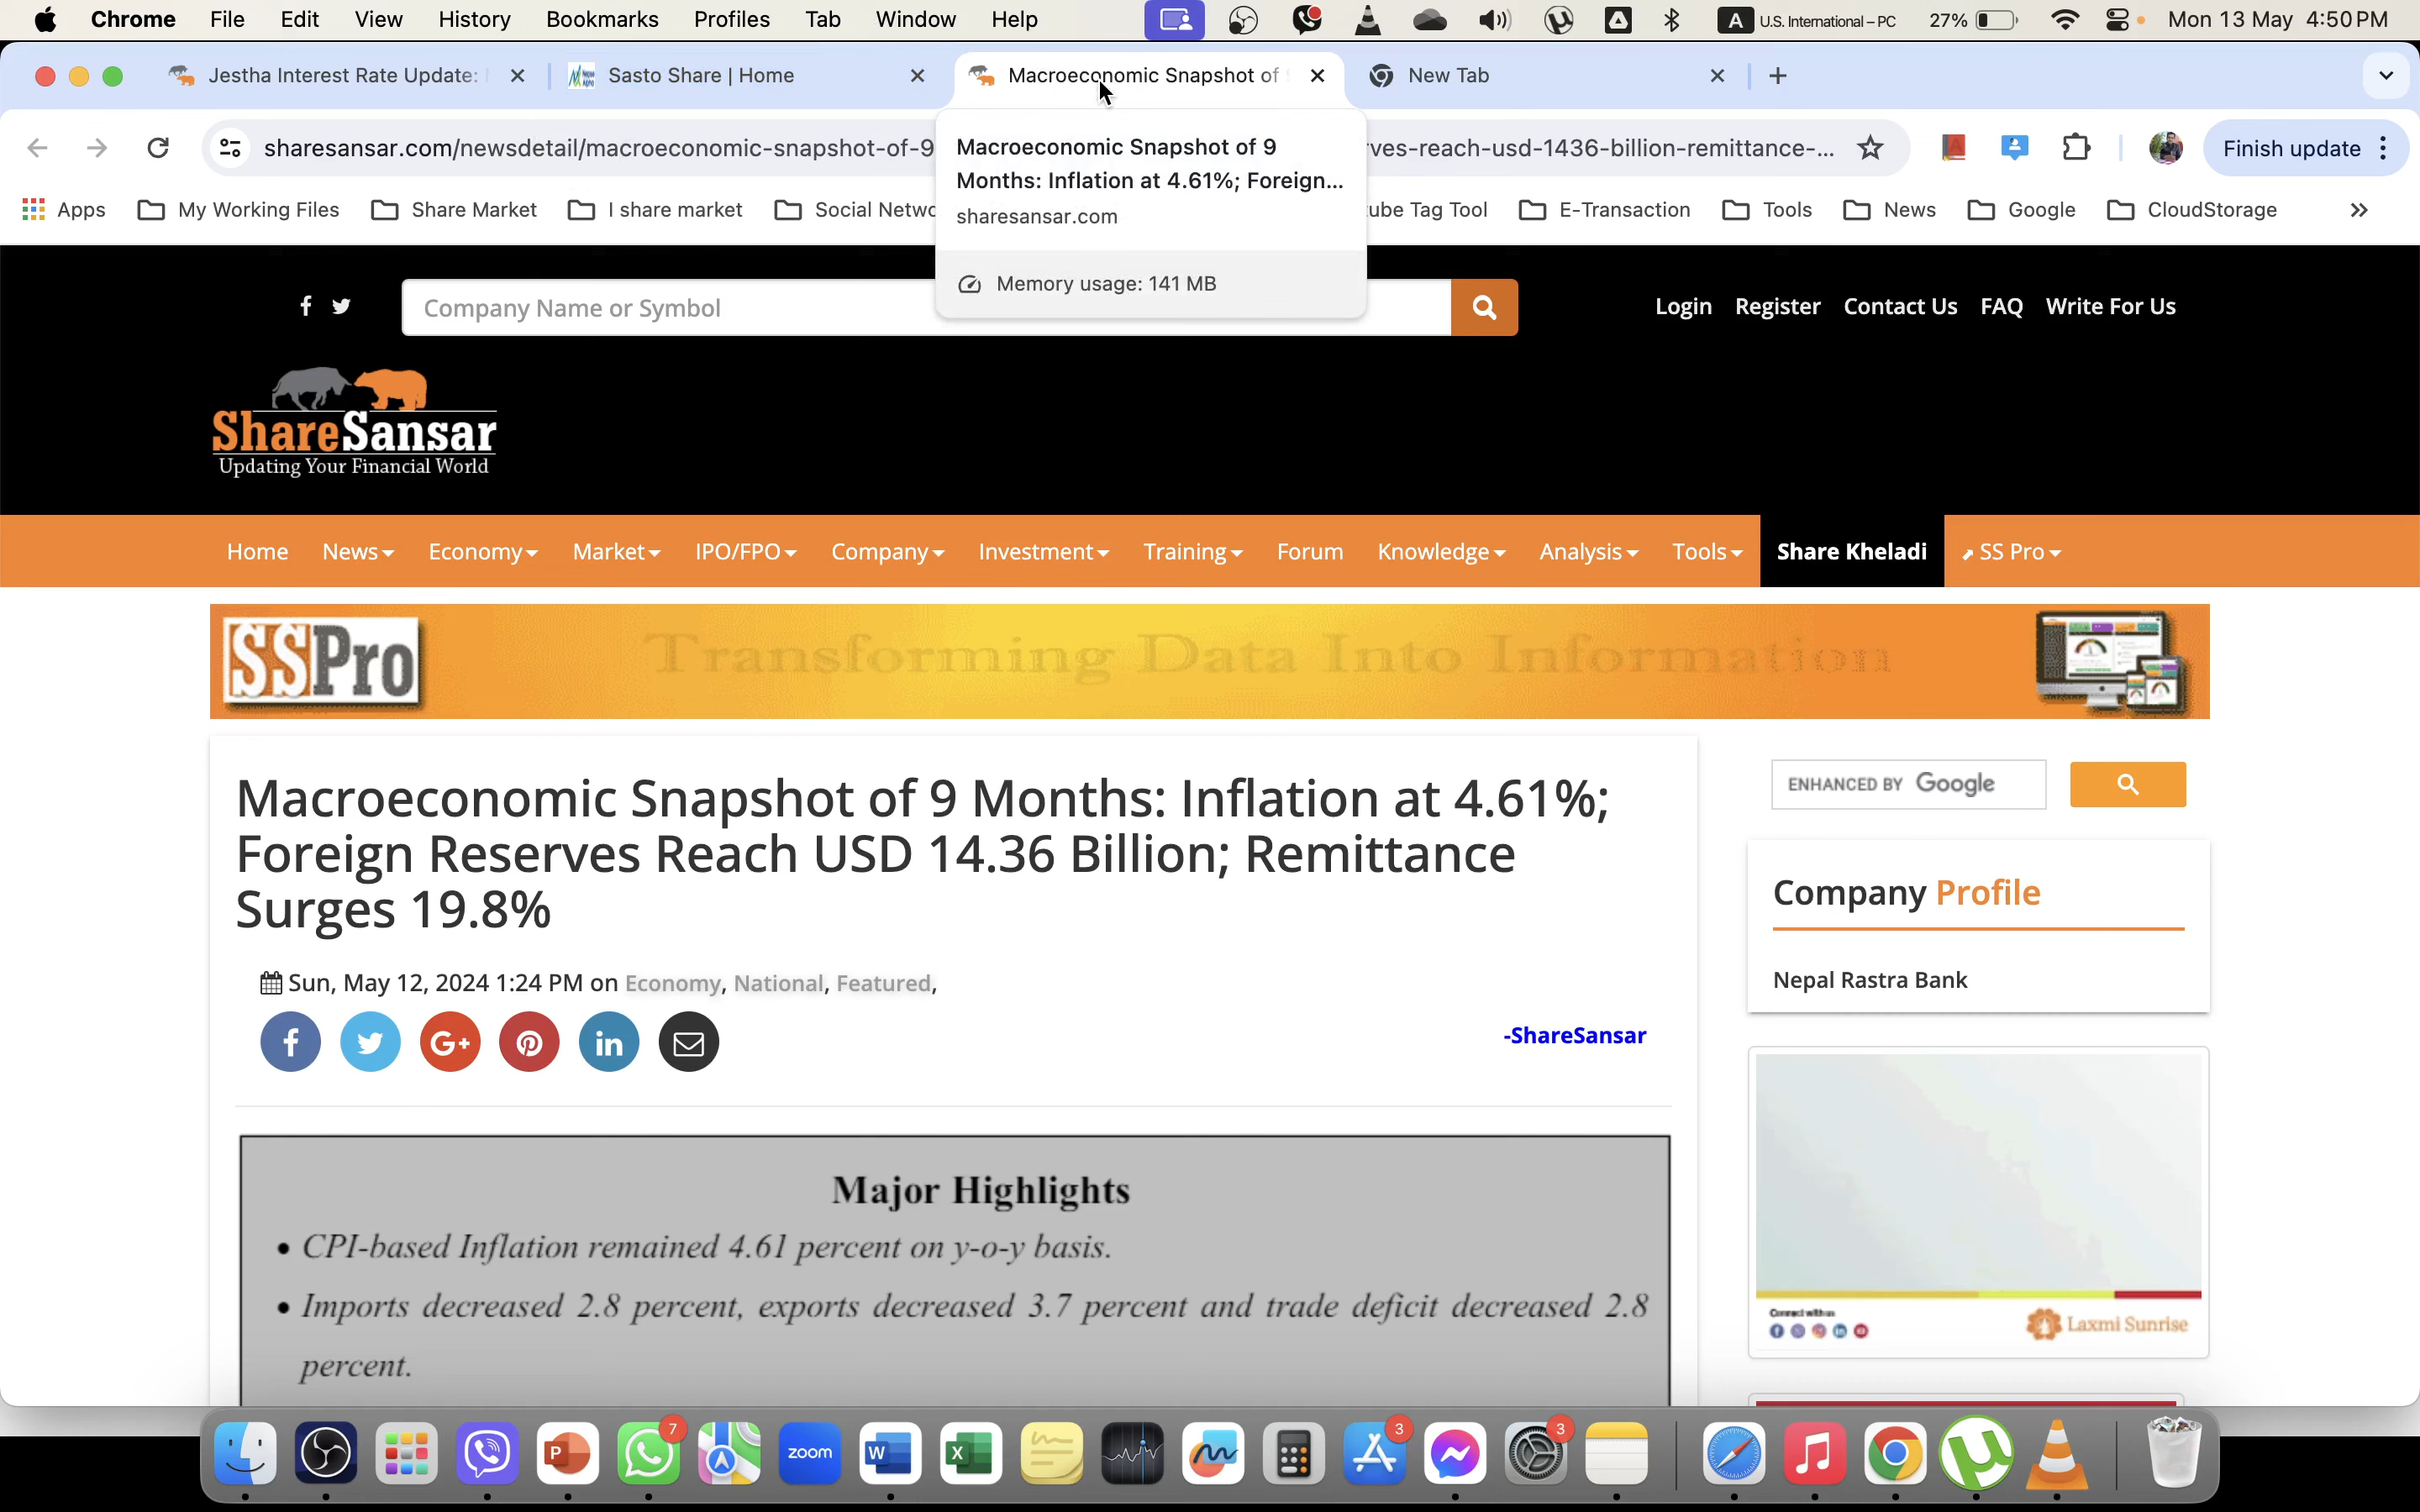 Chrome File Edit View History Bookmarks Profiles Tab Window Help A U.S. International – PC 27% Mon 13 May 4:50 PM
Jestha Interest Rate Update: Sasto Share | Home Macroeconomic Snapshot of New Tab
sharesansar.com/newsdetail/macroeconomic-snapshot-of-9 ves-reach-usd-1436-billion-remittance-... Finish update
Macroeconomic Snapshot of 9
Months: Inflation at 4.61%; Foreign...
sharesansar.com
Memory usage: 141 MB
Apps My Working Files Share Market I share market Social Netwo ube Tag Tool E-Transaction Tools News Google CloudStorage »
Company Name or Symbol
Login Register Contact Us FAQ Write For Us
ShareSansar
Updating Your Financial World
Home News Economy Market IPO/FPO Company Investment Training Forum Knowledge Analysis Tools Share Kheladi SS Pro
SSPro Transforming Data Into Information
Macroeconomic Snapshot of 9 Months: Inflation at 4.61%;
Foreign Reserves Reach USD 14.36 Billion; Remittance
Surges 19.8%
Sun, May 12, 2024 1:24 PM on Economy, National, Featured,
-ShareSansar
ENHANCED BY Google
Company Profile
Nepal Rastra Bank
Major Highlights
• CPI-based Inflation remained 4.61 percent on y-o-y basis.
• Imports decreased 2.8 percent, exports decreased 3.7 percent and trade deficit decreased 2.8
percent.
Connect with us
Laxmi Sunrise
7 zoom 3 3